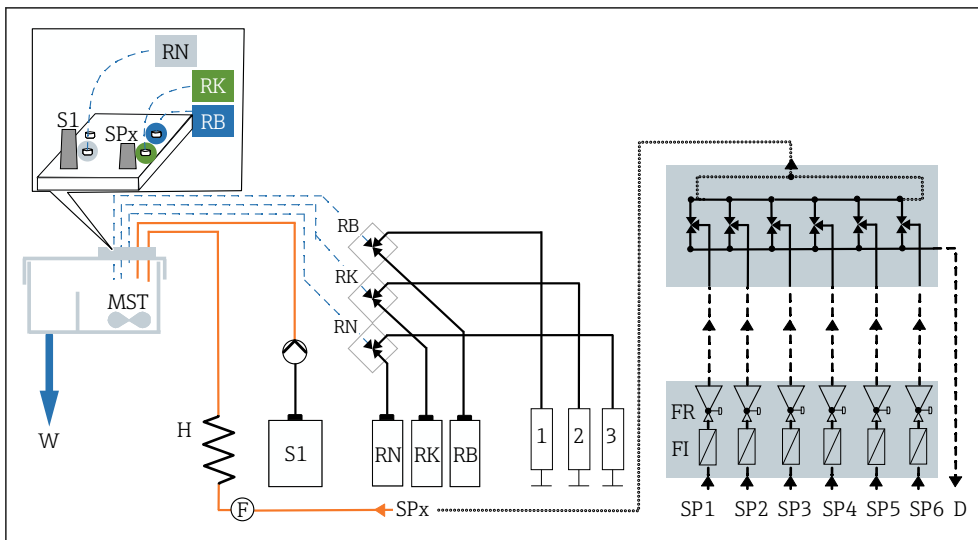 RN
RK
RB
S1
SPx
RB
RK
RN
MST
W
H
S1
RN RK RB
1
2
3
F
SPx
FR
FI
SP1 SP2 SP3 SP4 SP5 SP6 D